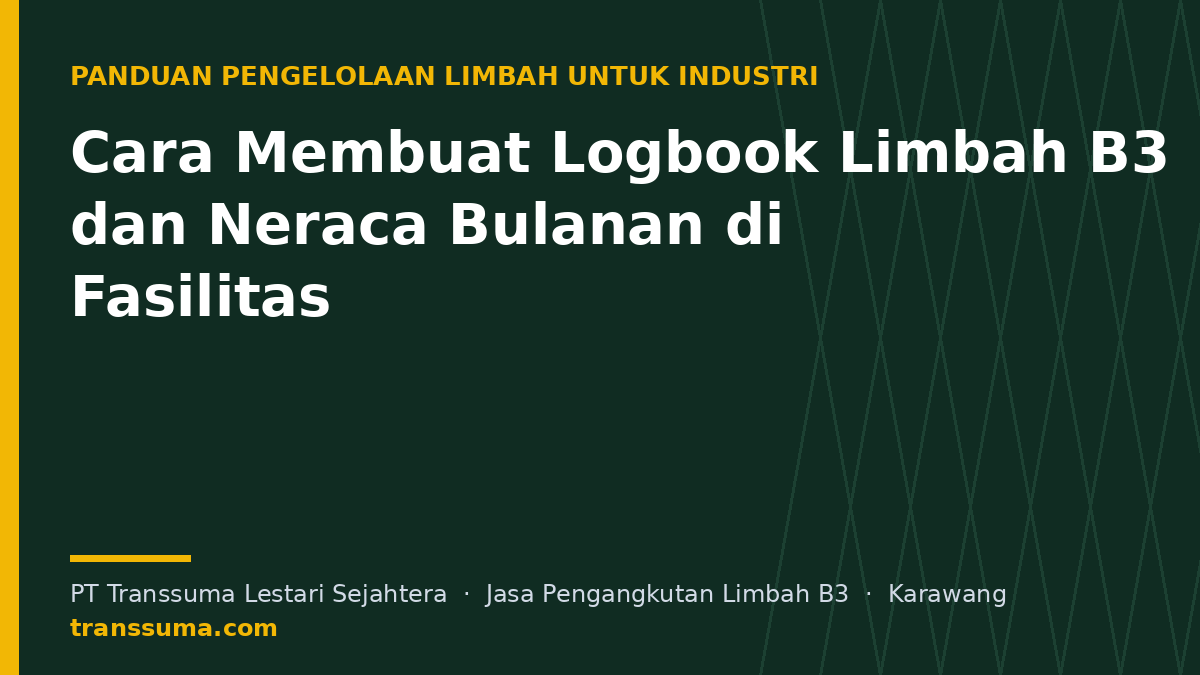 PANDUAN PENGELOLAAN LIMBAH UNTUK INDUSTRI
Cara Membuat Logbook Limbah B3
dan Neraca Bulanan di
Fasilitas
PT Transsuma Lestari Sejahtera · Jasa Pengangkutan Limbah B3 · Karawang
transsuma.com